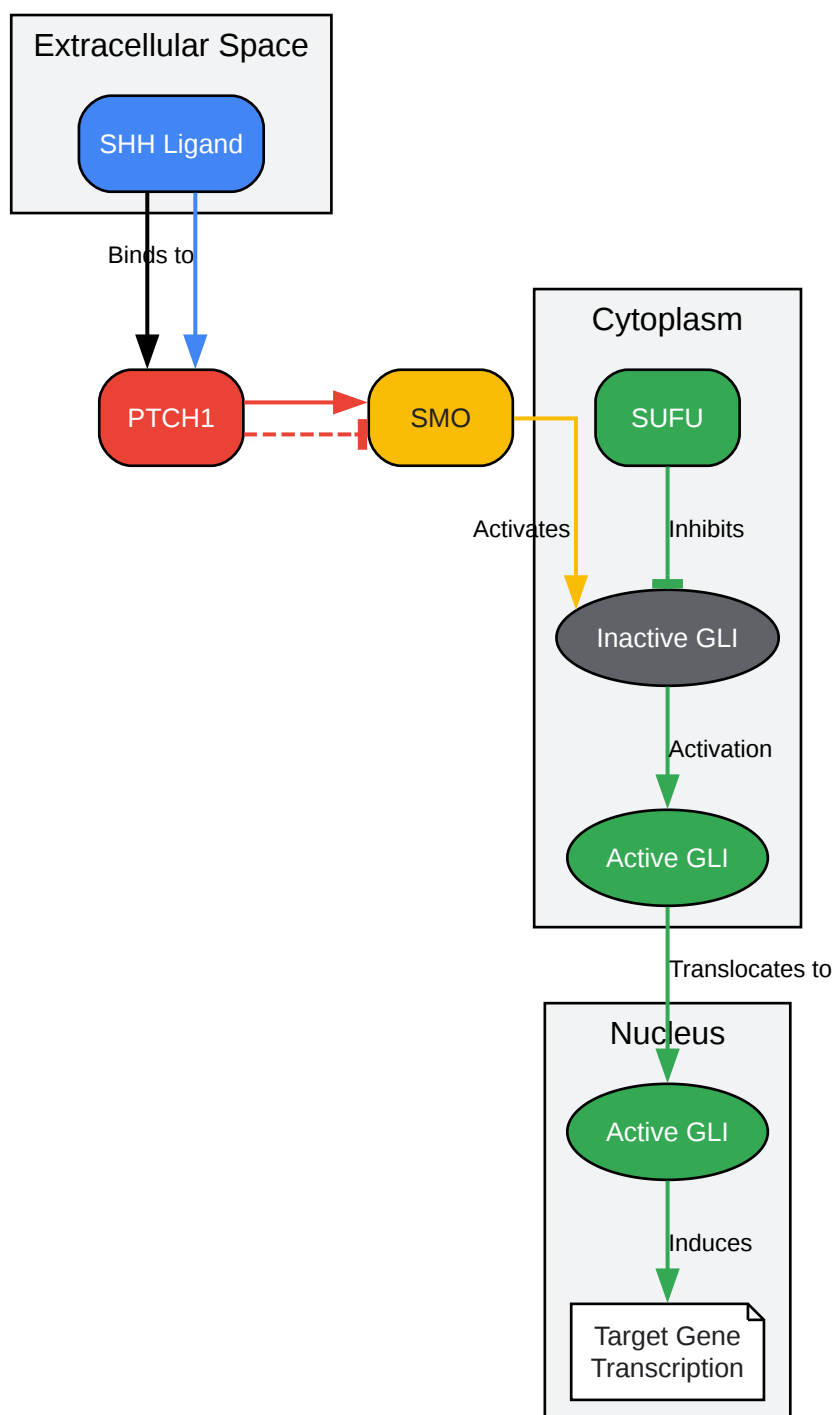 Extracellular Space
SHH Ligand
Binds to
Cytoplasm
PTCH1
SMO
SUFU
Activates
Inhibits
Inactive GLI
Activation
Active GLI
Translocates to
Nucleus
Active GLI
Induces
Target Gene
Transcription